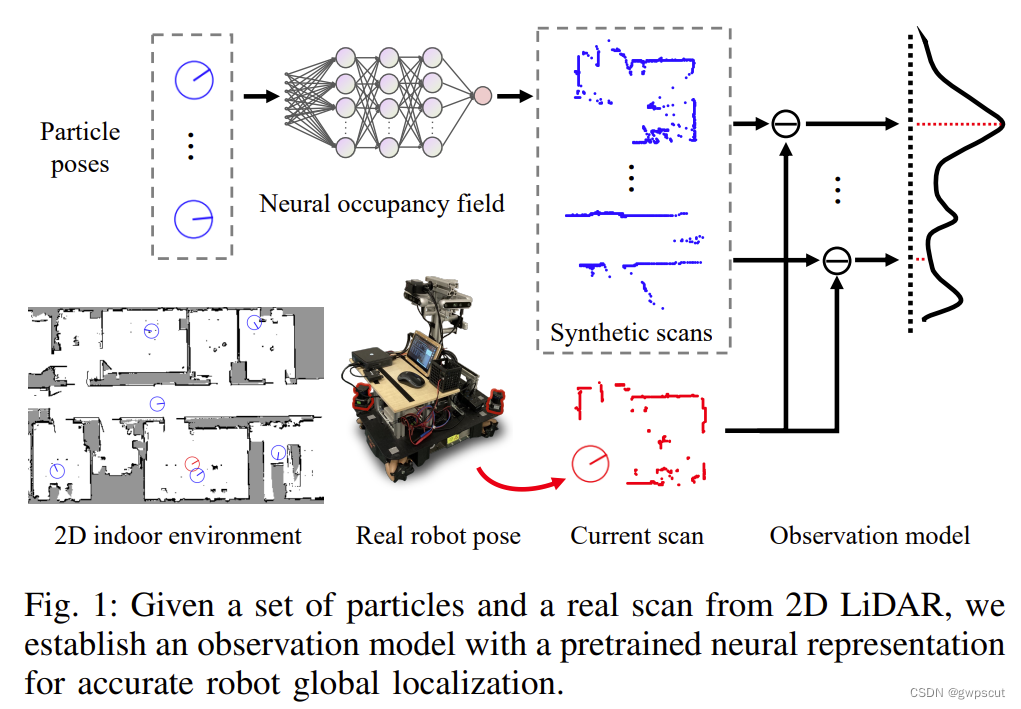 Particle
poses
Neural occupancy field
Synthetic scans
2D indoor environment
Real robot pose
Current scan
Observation model
Fig. 1: Given a set of particles and a real scan from 2D LiDAR, we
establish an observation model with a pretrained neural representation
for accurate robot global localization.
CSDN @gwpscut